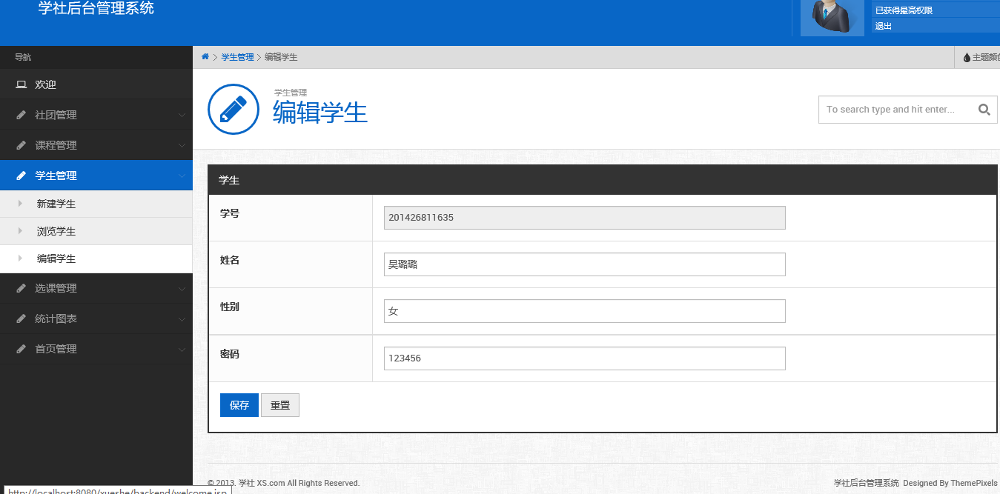 学社后台管理系统
已获得最高权限
退出
导航
学生管理 编辑学生
欢迎
社团管理
课程管理
学生管理
新建学生
浏览学生
编辑学生
选课管理
统计图表
首页管理
学生管理
编辑学生
To search type and hit enter...
学生
学号
201426811635
姓名
吴璐璐
性别
女
密码
123456
保存 重置
© 2013. 学社 XS.com All Rights Reserved.
学社后台管理系统 Designed By ThemePixels
http://localhost:8080/xueshe/backend/welcome.jsp